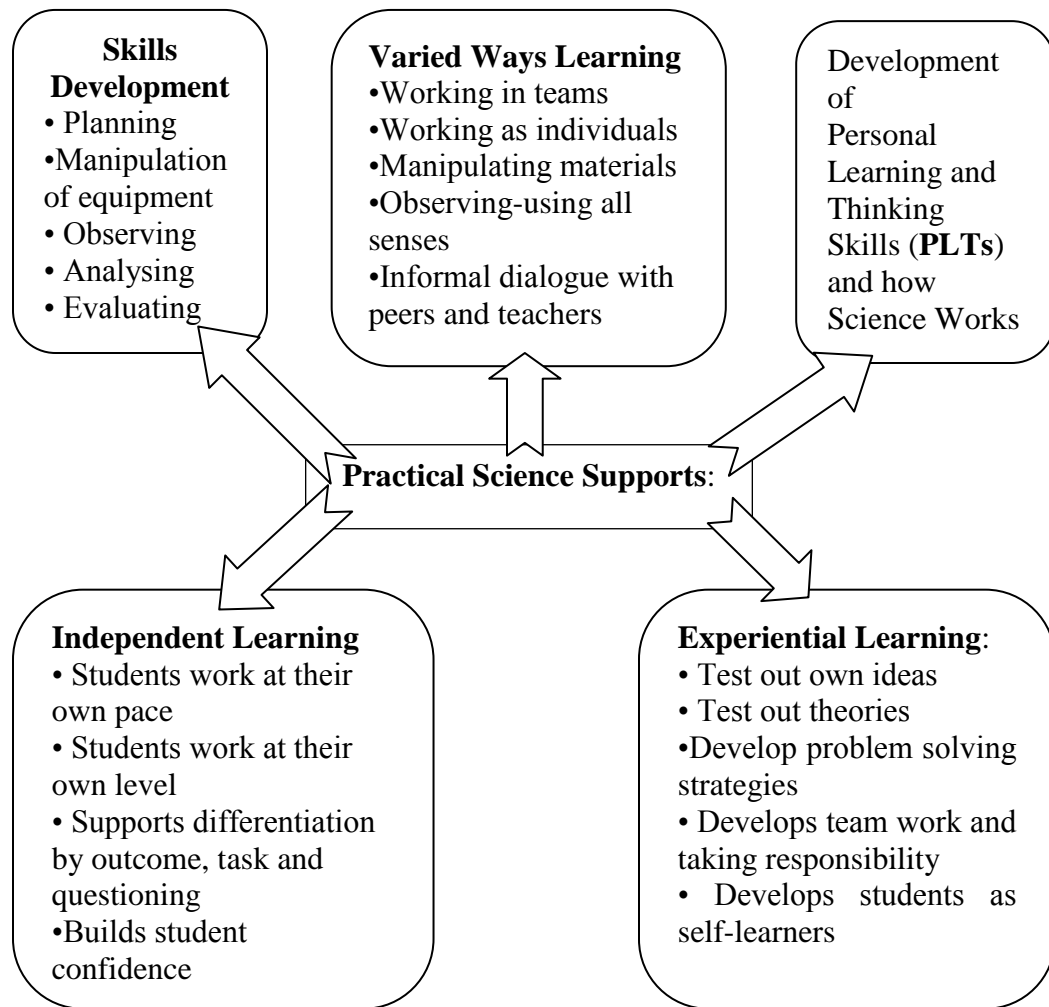 Skills
Development
• Planning
•Manipulation
of equipment
• Observing
• Analysing
• Evaluating
Varied Ways Learning
•Working in teams
•Working as individuals
•Manipulating materials
•Observing-using all
senses
•Informal dialogue with
peers and teachers
Development
of
Personal
Learning and
Thinking
Skills (PLTs)
and how
Science Works
Practical Science Supports:
Independent Learning
• Students work at their
own pace
• Students work at their
own level
• Supports differentiation
by outcome, task and
questioning
•Builds student
confidence
Experiential Learning:
• Test out own ideas
• Test out theories
•Develop problem solving
strategies
• Develops team work and
taking responsibility
• Develops students as
self-learners